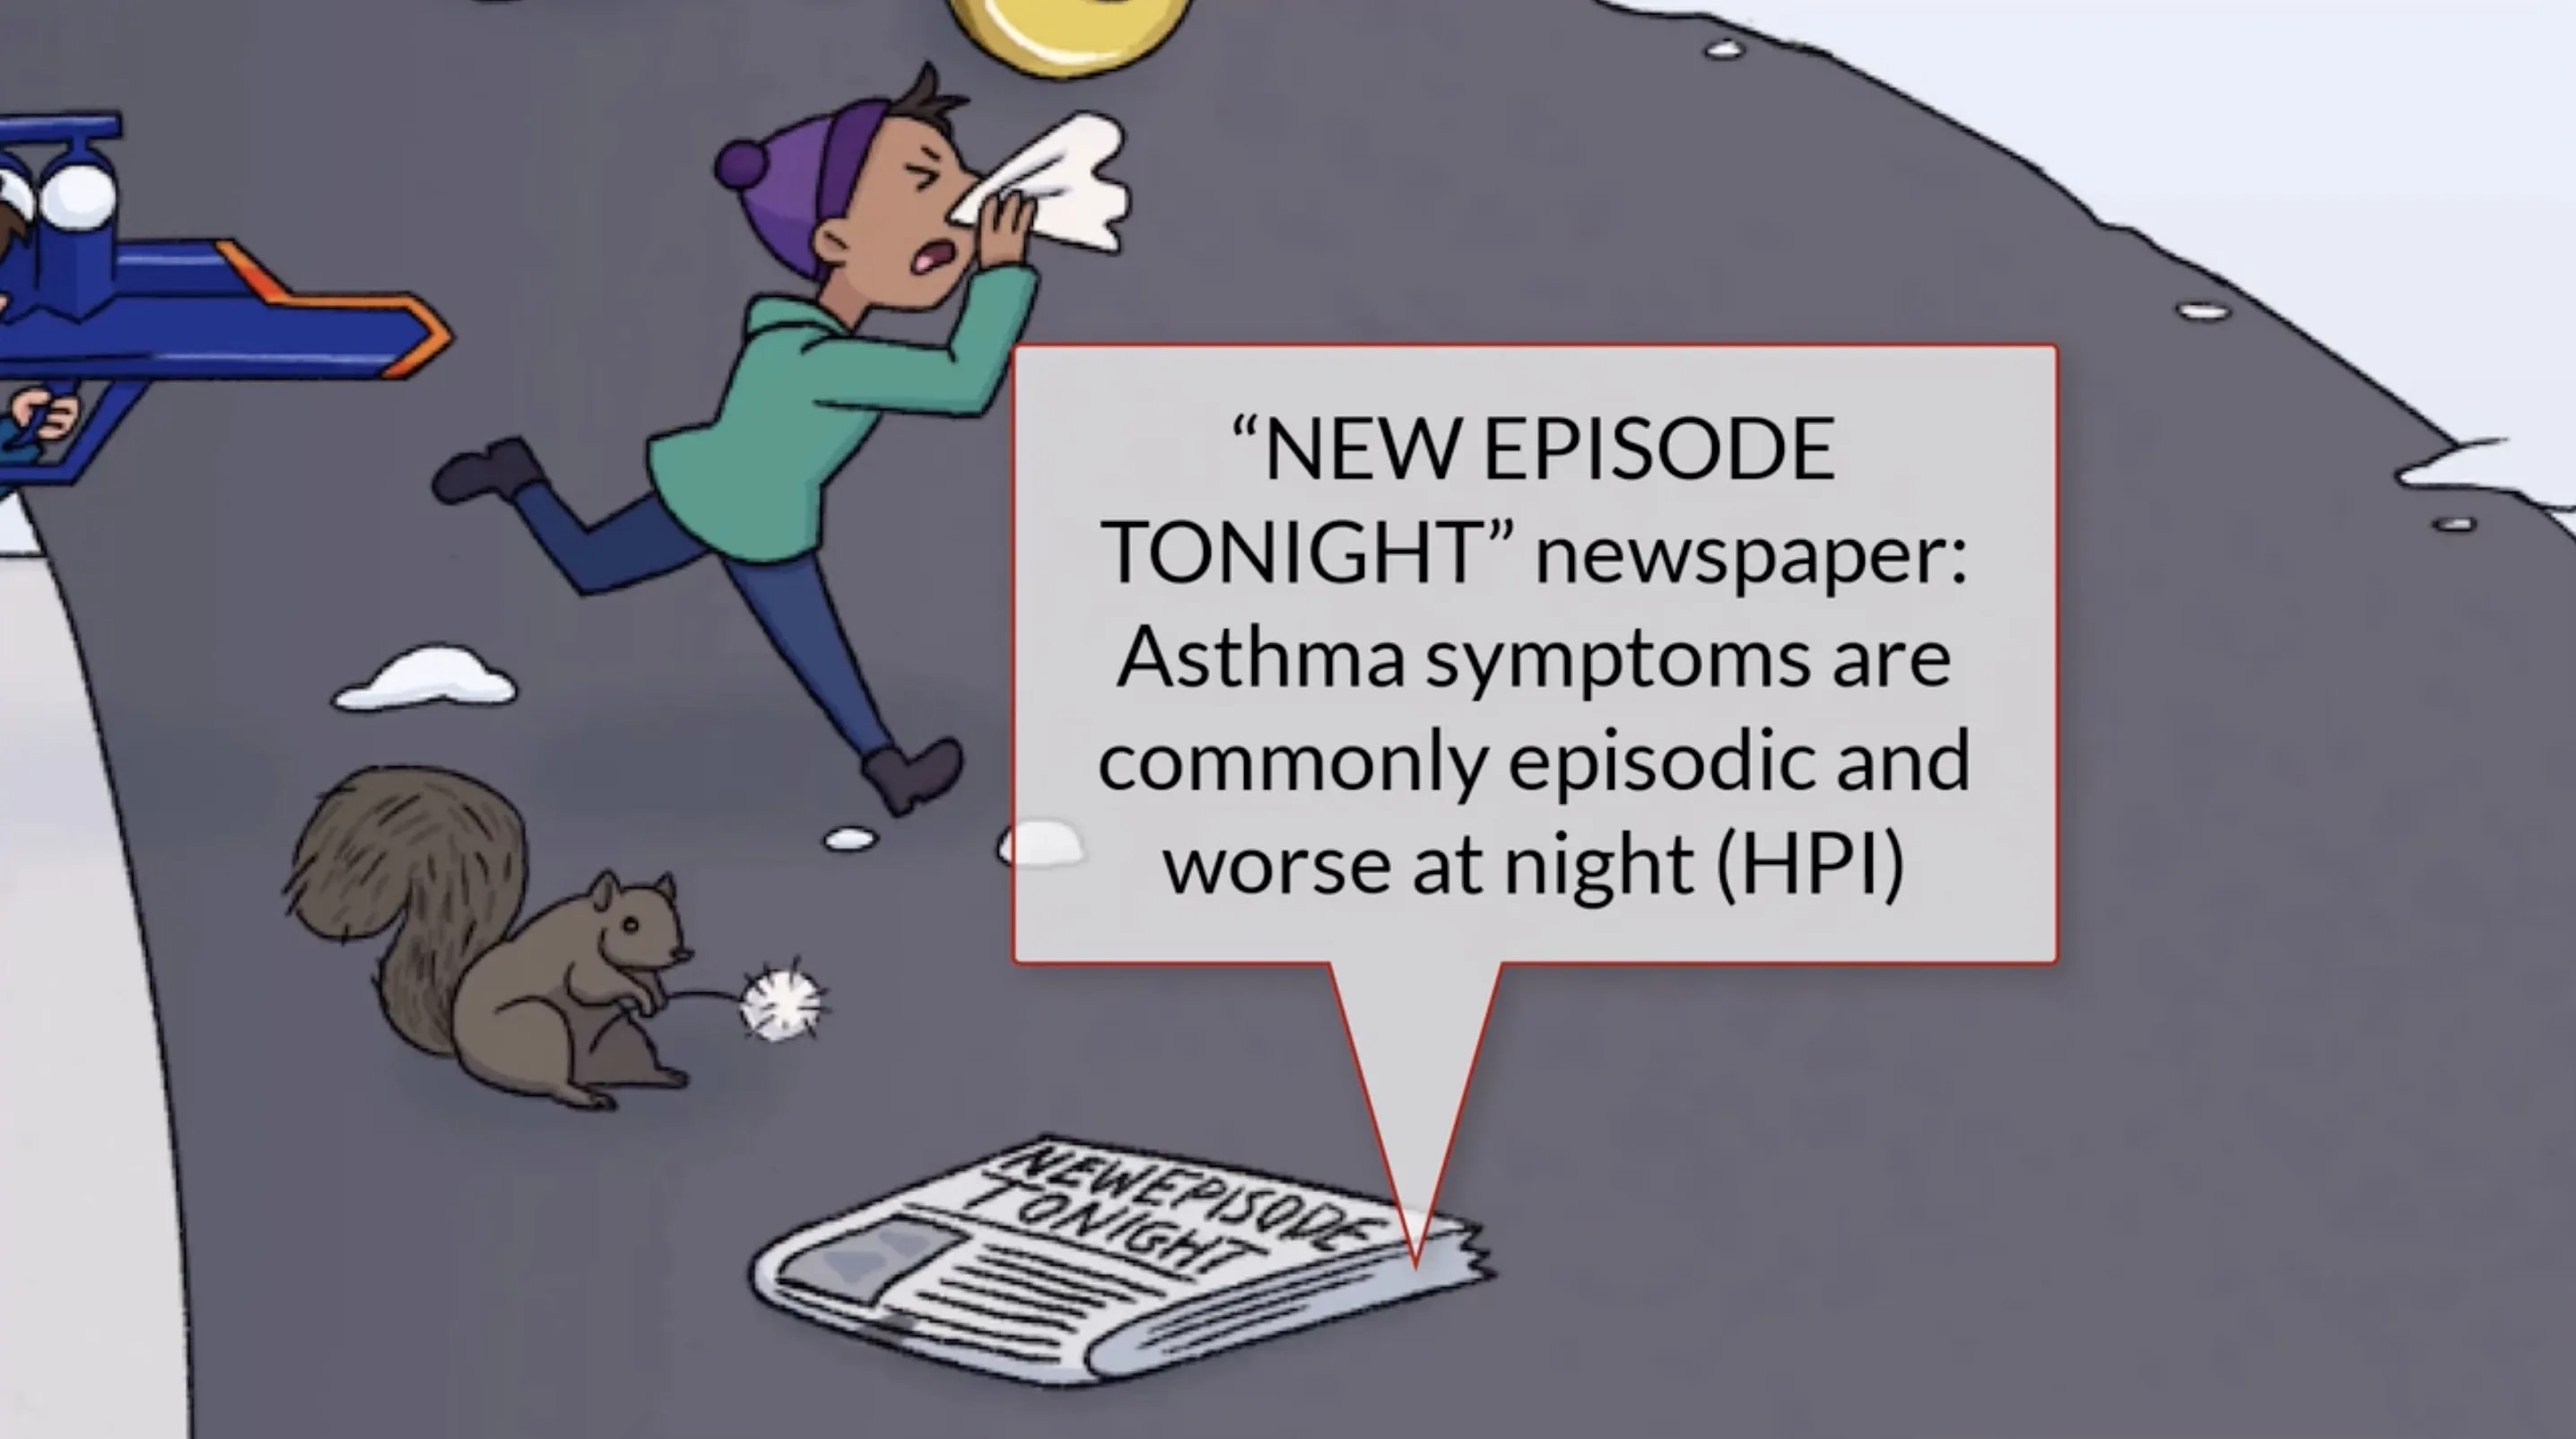 “NEW EPISODE
TONIGHT” newspaper:
Asthma symptoms are
commonly episodic and
worse at night (HPI)
NEW EPISODE
TONIGHT